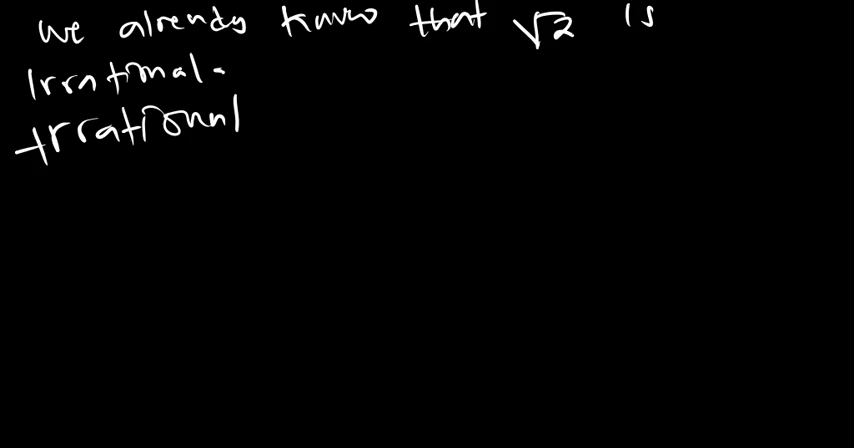 we already know that √2 is
Irrational.
Irrational